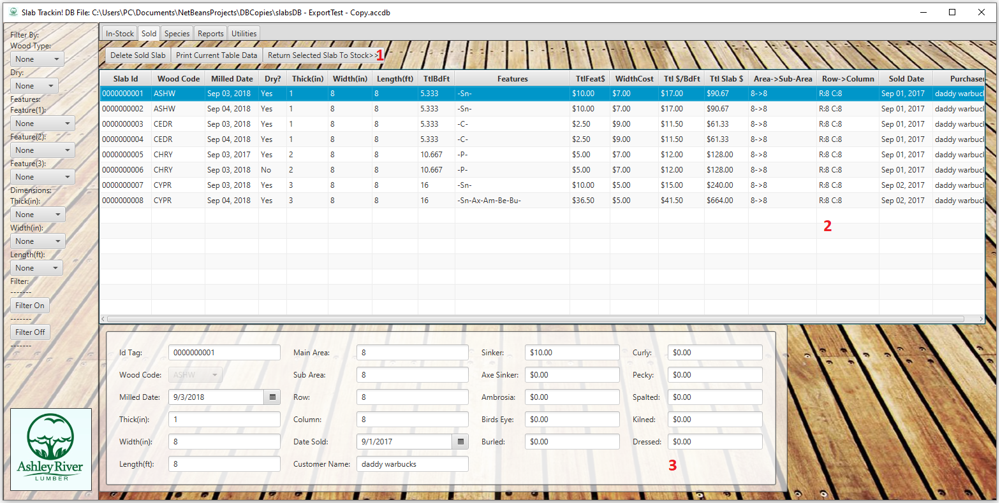 Slab Trackin! DB File: C:\Users\PC\Documents\NetBeansProjects\DBCopies\slabsDB - ExportTest - Copy.accdb
Filter By:
Wood Type:
None
Dry:
None
Features:
Feature(1):
None
Feature(2):
None
Feature(3):
None
Dimensions:
Thick(in):
None
Width(in):
None
Length(ft):
None
Filter:
-------
Filter On
-------
Filter Off
-------
Ashley River
LUMBER
In-Stock Sold Species Reports Utilities
Delete Sold Slab Print Current Table Data Return Selected Slab To Stock>> 1
Slab Id Wood Code Milled Date Dry? Thick(in) Width(in) Length(ft) TtlBdFt Features TtlFeat$ WidthCost Ttl $/BdFt Ttl Slab $ Area->Sub-Area Row->Column Sold Date Purchaser
0000000001 ASHW Sep 03, 2018 Yes 1 8 8 5.333 -Sn- $10.00 $7.00 $17.00 $90.67 8->8 R:8 C:8 Sep 01, 2017 daddy warbucl
0000000002 ASHW Sep 04, 2018 Yes 1 8 8 5.333 -Sn- $10.00 $7.00 $17.00 $90.67 8->8 R:8 C:8 Sep 01, 2017 daddy warbucl
0000000003 CEDR Sep 03, 2018 Yes 1 8 8 5.333 -C- $2.50 $9.00 $11.50 $61.33 8->8 R:8 C:8 Sep 01, 2017 daddy warbucl
0000000004 CEDR Sep 04, 2018 Yes 1 8 8 5.333 -C- $2.50 $9.00 $11.50 $61.33 8->8 R:8 C:8 Sep 01, 2017 daddy warbucl
0000000005 CHRY Sep 03, 2017 Yes 2 8 8 10.667 -P- $5.00 $7.00 $12.00 $128.00 8->8 R:8 C:8 Sep 01, 2017 daddy warbucl
0000000006 CHRY Sep 03, 2018 No 2 8 8 10.667 -P- $5.00 $7.00 $12.00 $128.00 8->8 R:8 C:8 Sep 01, 2017 daddy warbucl
0000000007 CYPR Sep 03, 2018 Yes 3 8 8 16 -Sn- $10.00 $5.00 $15.00 $240.00 8->8 R:8 C:8 Sep 02, 2017 daddy warbucl
0000000008 CYPR Sep 04, 2018 Yes 3 8 8 16 -Sn-Ax-Am-Be-Bu- $36.50 $5.00 $41.50 $664.00 8->8 R:8 C:8 Sep 02, 2017 daddy warbucl
2
Id Tag: 0000000001 Main Area: 8 Sinker: $10.00 Curly: $0.00
Wood Code: ASHW Sub Area: 8 Axe Sinker: $0.00 Pecky: $0.00
Milled Date: 9/3/2018 Row: 8 Ambrosia: $0.00 Spalted: $0.00
Thick(in): 1 Column: 8 Birds Eye: $0.00 Kilned: $0.00
Width(in): 8 Date Sold: 9/1/2017 Burled: $0.00 Dressed: $0.00
Length(ft): 8 Customer Name: daddy warbucks 3